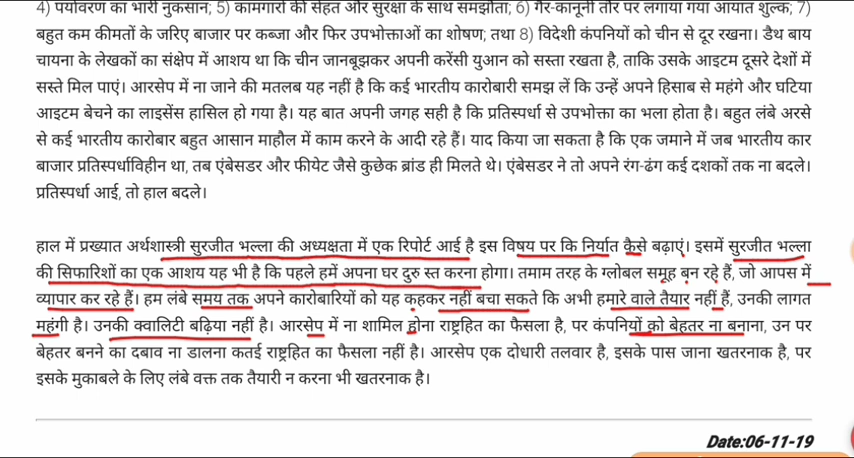 4) पर्यावरण का भारी नुकसान; 5) कामगारों की सेहत और सुरक्षा के साथ समझौता; 6) गैर-कानूनी तौर पर लगाया गया आयात शुल्क; 7)
बहुत कम कीमतों के जरिए बाजार पर कब्जा और फिर उपभोक्ताओं का शोषण; तथा 8) विदेशी कंपनियों को चीन से दूर रखना। डैथ बाय
चायना के लेखकों का संक्षेप में आशय था कि चीन जानबूझकर अपनी करेंसी युआन को सस्ता रखता है, ताकि उसके आइटम दूसरे देशों में
सस्ते मिल पाएं। आरसेप में ना जाने की मतलब यह नहीं है कि कई भारतीय कारोबारी समझ लें कि उन्हें अपने हिसाब से महंगे और घटिया
आइटम बेचने का लाइसेंस हासिल हो गया है। यह बात अपनी जगह सही है कि प्रतिस्पर्धा से उपभोक्ता का भला होता है। बहुत लंबे अरसे
से कई भारतीय कारोबार बहुत आसान माहौल में काम करने के आदी रहे हैं। याद किया जा सकता है कि एक जमाने में जब भारतीय कार
बाजार प्रतिस्पर्धाविहीन था, तब एंबेसडर और फीयेट जैसे कुछेक ब्रांड ही मिलते थे। एंबेसडर ने तो अपने रंग-ढंग कई दशकों तक ना बदले।
प्रतिस्पर्धा आई, तो हाल बदले।
हाल में प्रख्यात अर्थशास्त्री सुरजीत भल्ला की अध्यक्षता में एक रिपोर्ट आई है इस विषय पर कि निर्यात कैसे बढ़ाएं। इसमें सुरजीत भल्ला
की सिफारिशों का एक आशय यह भी है कि पहले हमें अपना घर दुरु स्त करना होगा। तमाम तरह के ग्लोबल समूह बन रहे हैं, जो आपस में
व्यापार कर रहे हैं। हम लंबे समय तक अपने कारोबारियों को यह कहकर नहीं बचा सकते कि अभी हमारे वाले तैयार नहीं हैं, उनकी लागत
महंगी है। उनकी क्वालिटी बढ़िया नहीं है। आरसेप में ना शामिल होना राष्ट्रहित का फैसला है, पर कंपनियों को बेहतर ना बनाना, उन पर
बेहतर बनने का दबाव ना डालना कतई राष्ट्रहित का फैसला नहीं है। आरसेप एक दोधारी तलवार है, इसके पास जाना खतरनाक है, पर
इसके मुकाबले के लिए लंबे वक्त तक तैयारी न करना भी खतरनाक है।
Date:06-11-19